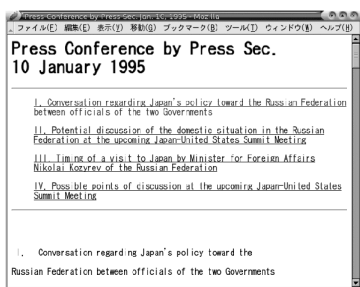 Press Conference by Press Sec. Jan. 10, 1995 - Mozilla
ファイル(F) 編集(E) 表示(V) 移動(G) ブックマーク(B) ツール(T) ウィンドウ(W) ヘルプ(H)
Press Conference by Press Sec.
10 January 1995
I. Conversation regarding Japan's policy toward the Russian Federation
between officials of the two Governments
II. Potential discussion of the domestic situation in the Russian
Federation at the upcoming Japan-United States Summit Meeting
III. Timing of a visit to Japan by Minister for Foreign Affairs
Nikolai Kozyrev of the Russian Federation
IV. Possible points of discussion at the upcoming Japan-United States
Summit Meeting
I. Conversation regarding Japan's policy toward the
Russian Federation between officials of the two Governments